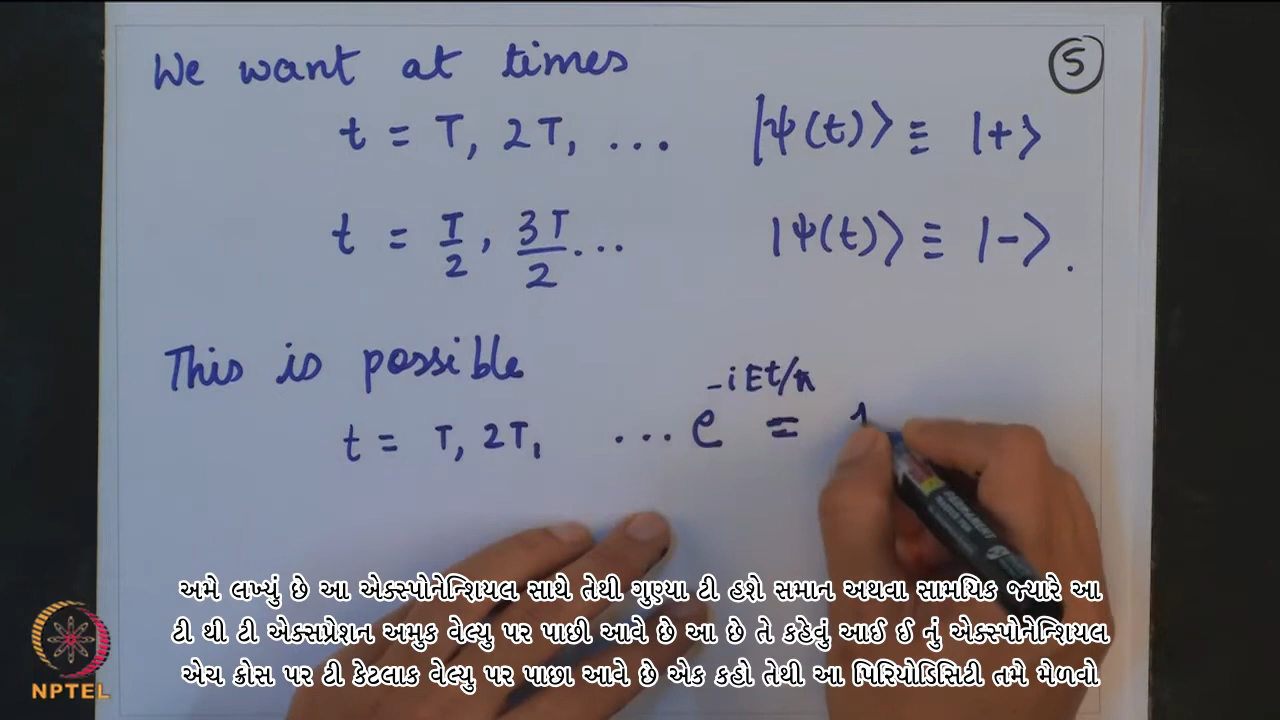 We want at times
5
t = T, 2T, ... |ψ(t)⟩ ≡ |+⟩
t = T/2, 3T/2 ... |ψ(t)⟩ ≡ |−⟩.
This is possible
t = T, 2T, ... e^{-iEt/ħ} = 1
અમે લખ્યું છે આ એક્સ્પોનેન્શિયલ સાથે તેથી ગુણ્યા ટી હશે સમાન અથવા સામયિક જ્યારે આ
ટી થી ટી એક્સપ્રેશન અમુક વેલ્યુ પર પાછી આવે છે આ છે તે કહેવું આઈ ઈ નું એક્સ્પોનેન્શિયલ
એચ ક્રોસ પર ટી કેટલાક વેલ્યુ પર પાછા આવે છે એક કહો તેથી આ પિરિયોડિસિટી તમે મેળવો
NPTEL